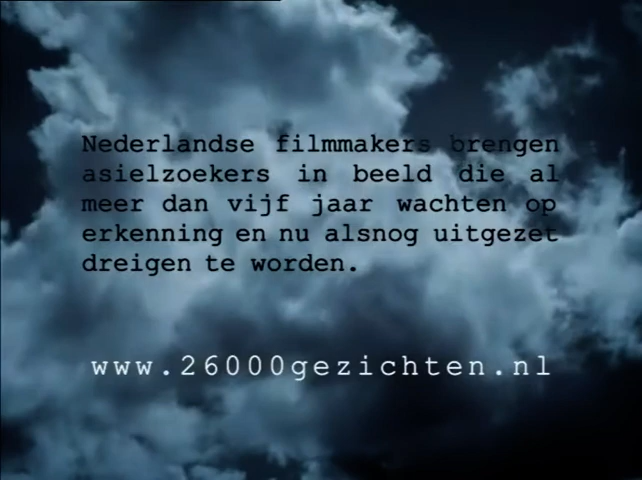 Nederlandse filmmakers brengen
asielzoekers in beeld die al
meer dan vijf jaar wachten op
erkenning en nu alsnog uitgezet
dreigen te worden.
www.26000gezichten.nl